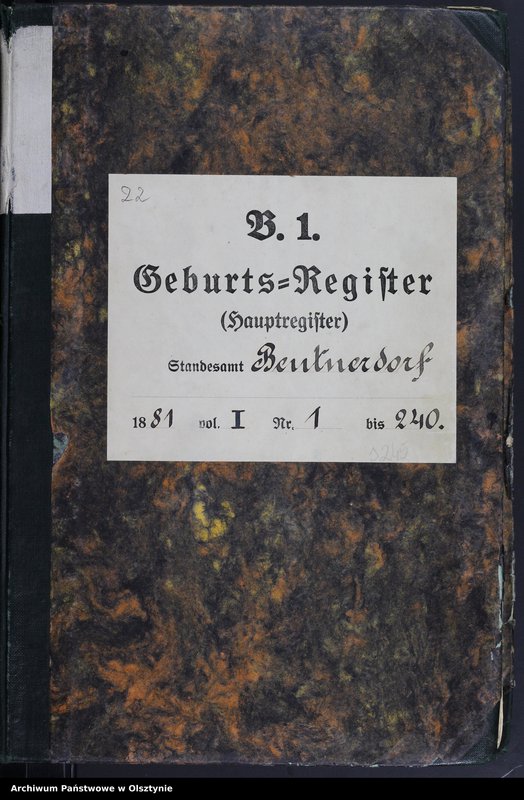 22
B. 1.
Geburts=Regiſter
(Hauptregiſter)
Standesamt Beutnerdorf
1881 vol. I Nr. 1 bis 240.
Archiwum Państwowe w Olsztynie